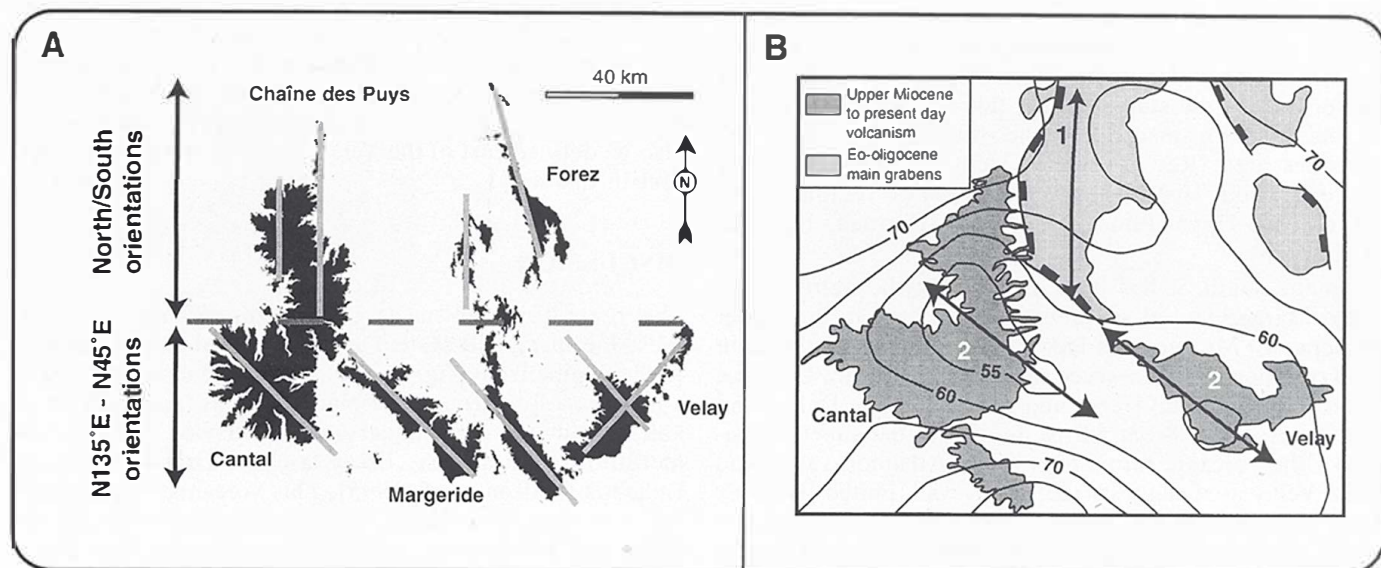 A
Chaîne des Puys
40 km
N
Forez
North/South
orientations
N135°E - N45°E
orientations
Cantal
Margeride
Velay
B
Upper Miocene
to present day
volcanism
Eo-oligocene
main grabens
1
70
70
2
55
60
60
2
Cantal
Velay
70